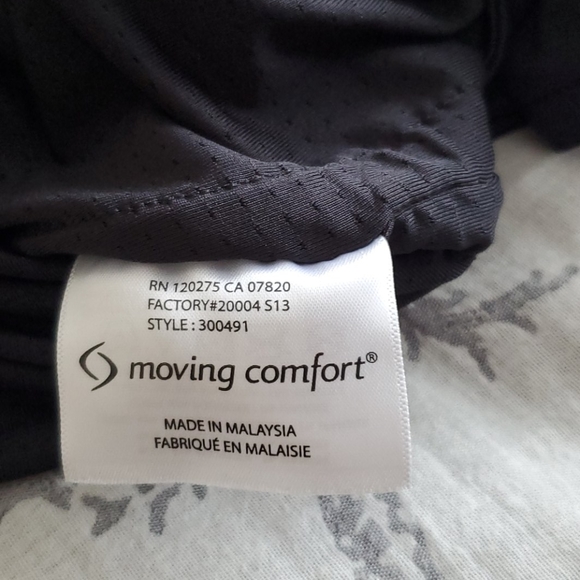 RN 120275 CA 07820
FACTORY#20004 S13
STYLE : 300491
moving comfort®
MADE IN MALAYSIA
FABRIQUÉ EN MALAISIE